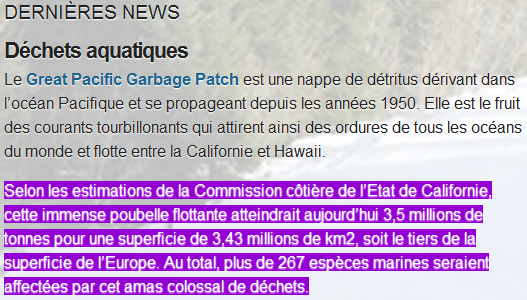 DERNIÈRES NEWS
Déchets aquatiques
Le Great Pacific Garbage Patch est une nappe de détritus dérivant dans
l’océan Pacifique et se propageant depuis les années 1950. Elle est le fruit
des courants tourbillonants qui attirent ainsi des ordures de tous les océans
du monde et flotte entre la Californie et Hawaii.
Selon les estimations de la Commission côtière de l’Etat de Californie,
cette immense poubelle flottante atteindrait aujourd’hui 3,5 millions de
tonnes pour une superficie de 3,43 millions de km2, soit le tiers de la
superficie de l’Europe. Au total, plus de 267 espèces marines seraient
affectées par cet amas colossal de déchets.